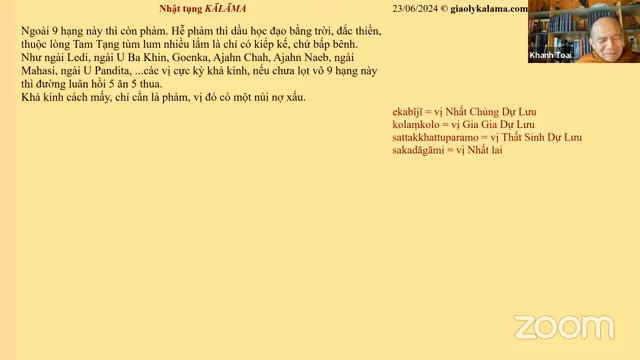 Nhật tụng KĀLĀMA
23/06/2024 © giaolykalama.com
Ngoài 9 hạng này thì còn phàm. Hễ phàm thì dầu học đạo bằng trời, đắc thiền,
thuộc lòng Tam Tạng tùm lum nhiều lắm là chỉ có kiếp kế, chứ bấp bênh.
Như ngài Ledi, ngài U Ba Khin, Goenka, Ajahn Chah, Ajahn Naeb, ngài
Mahasi, ngài U Pandita, ...các vị cực kỳ khả kính, nếu chưa lọt vô 9 hạng này
thì đường luân hồi 5 ăn 5 thua.
Khả kính cách mấy, chỉ cần là phàm, vị đó có một núi nợ xấu.
ekabījī = vị Nhất Chủng Dự Lưu
kolaṃkolo = vị Gia Gia Dự Lưu
sattakkhattuparamo = vị Thất Sinh Dự Lưu
sakadāgāmi = vị Nhất lai
Khanh Toai
zoom